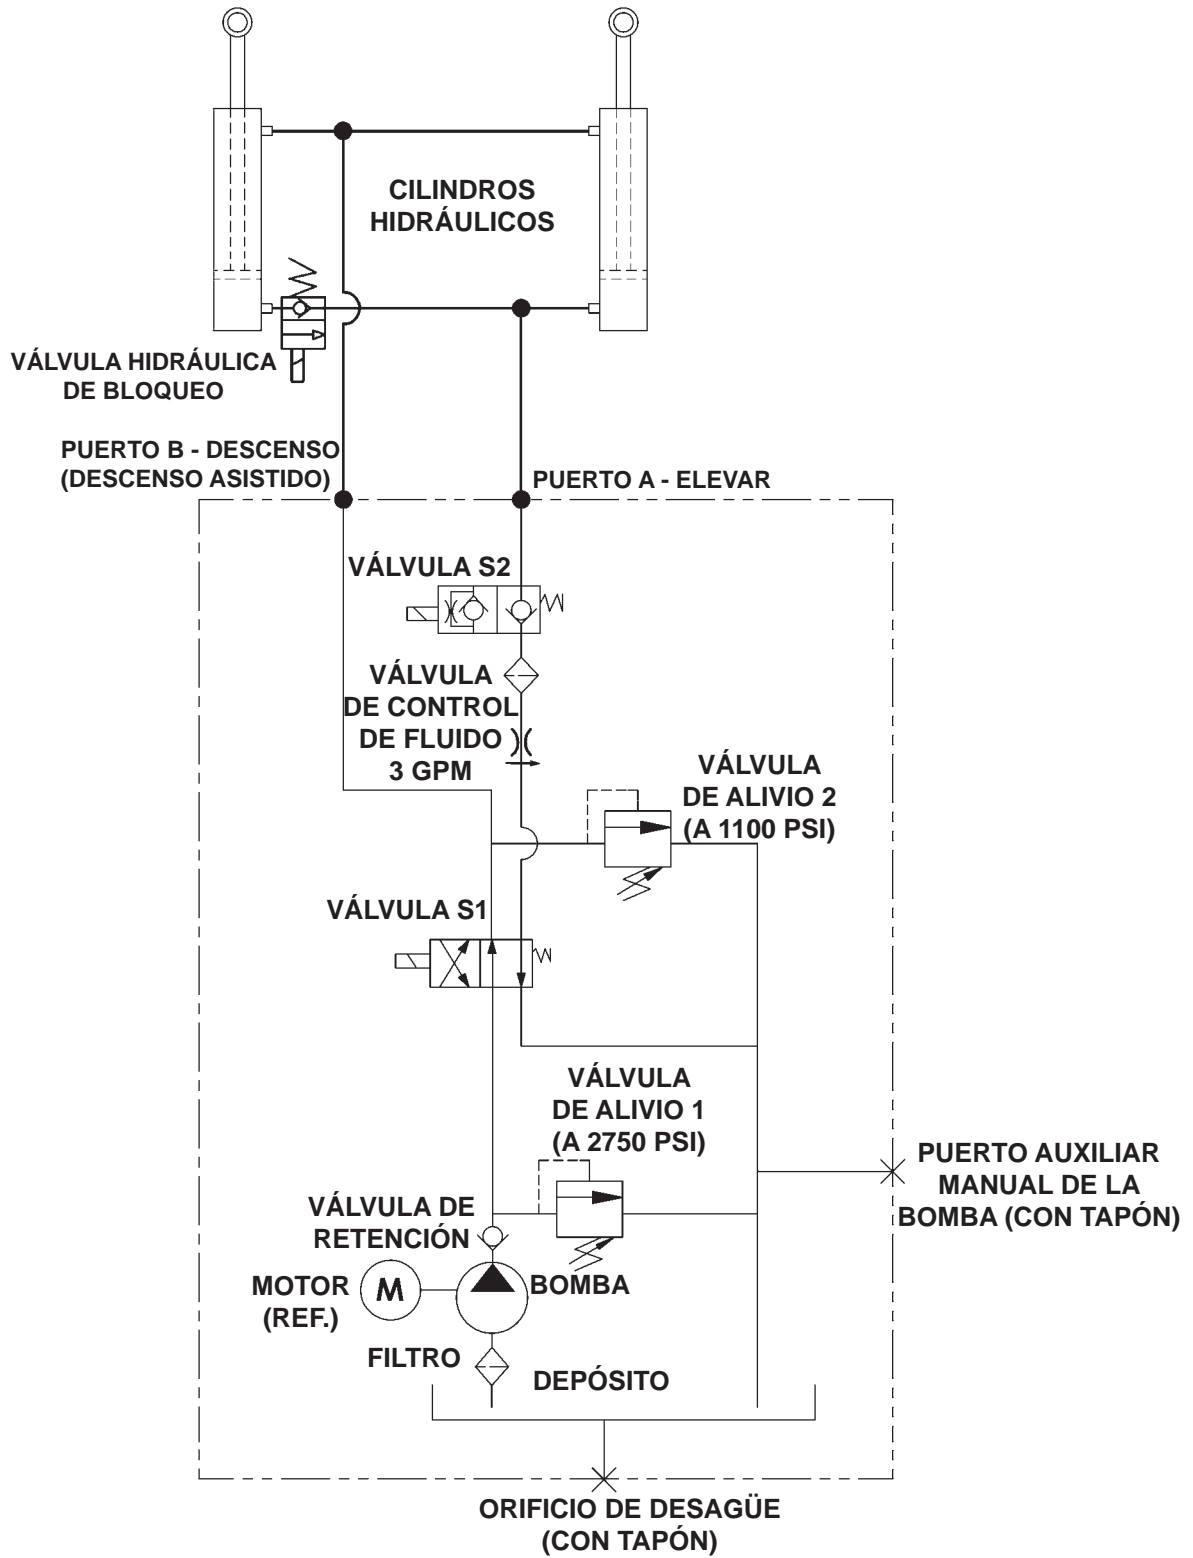 CILINDROS
HIDRÁULICOS
VÁLVULA HIDRÁULICA
DE BLOQUEO
PUERTO B - DESCENSO
(DESCENSO ASISTIDO)
PUERTO A - ELEVAR
VÁLVULA S2
VÁLVULA
DE CONTROL
DE FLUIDO
3 GPM
VÁLVULA
DE ALIVIO 2
(A 1100 PSI)
VÁLVULA S1
VÁLVULA
DE ALIVIO 1
(A 2750 PSI)
PUERTO AUXILIAR
MANUAL DE LA
BOMBA (CON TAPÓN)
VÁLVULA DE
RETENCIÓN
MOTOR
(REF.)
M
BOMBA
FILTRO
DEPÓSITO
ORIFICIO DE DESAGÜE
(CON TAPÓN)